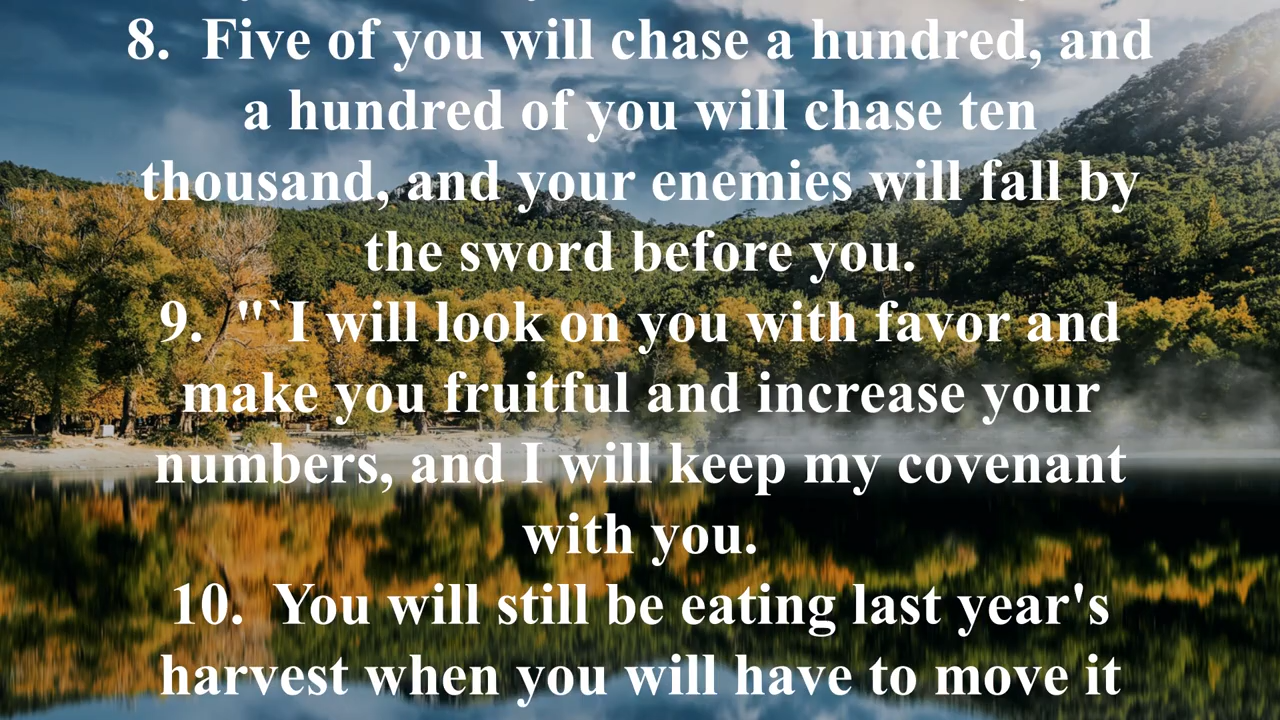 8.  Five of you will chase a hundred, and
a hundred of you will chase ten
thousand, and your enemies will fall by
the sword before you.
9.  "`I will look on you with favor and
make you fruitful and increase your
numbers, and I will keep my covenant
with you.
10.  You will still be eating last year's
harvest when you will have to move it